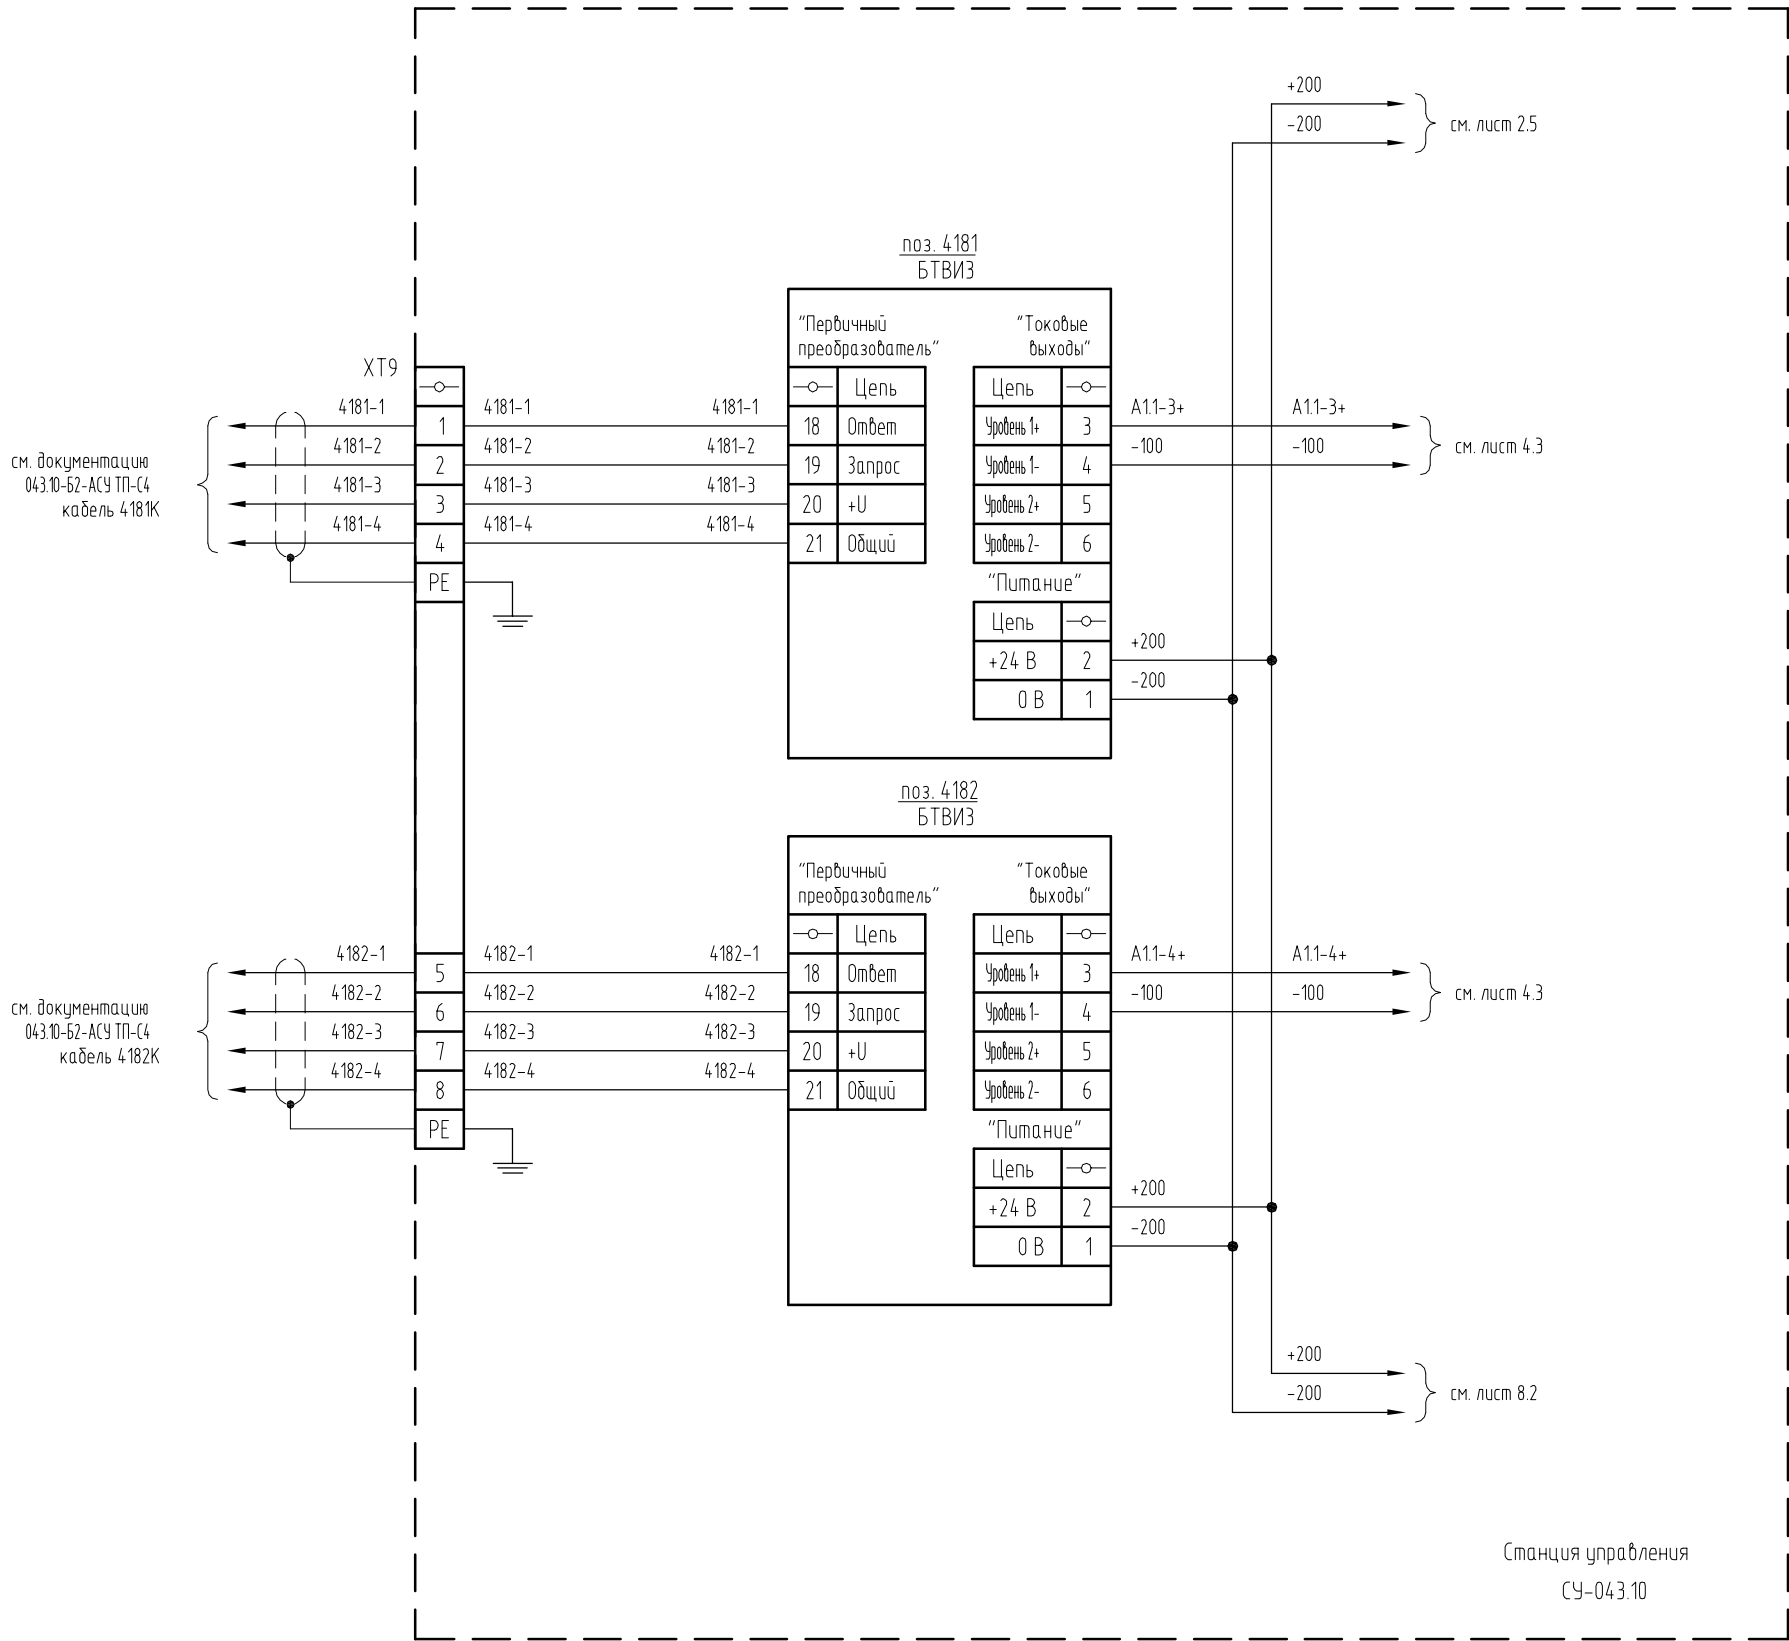 +200
-200
см. лист 2.5
поз. 4181
БТВИЗ
"Первичный
преобразователь"
"Токовые
выходы"
XT9
Цепь
Цепь
4181-1
4181-1
4181-1
A1.1-3+
A1.1-3+
1
18
Ответ
Уровень 1+
3
4181-2
4181-2
4181-2
-100
-100
2
19
Запрос
Уровень 1-
4
см. лист 4.3
см. документацию
043.10-Б2-АСУ ТП-С4
кабель 4181К
4181-3
4181-3
4181-3
3
20
+U
Уровень 2+
5
4181-4
4181-4
4181-4
4
21
Общий
Уровень 2-
6
PE
"Питание"
Цепь
+200
+24 В
2
-200
0 В
1
поз. 4182
БТВИЗ
"Первичный
преобразователь"
"Токовые
выходы"
Цепь
Цепь
4182-1
4182-1
4182-1
A1.1-4+
A1.1-4+
5
18
Ответ
Уровень 1+
3
4182-2
4182-2
4182-2
-100
-100
6
19
Запрос
Уровень 1-
4
см. лист 4.3
см. документацию
043.10-Б2-АСУ ТП-С4
кабель 4182К
4182-3
4182-3
4182-3
7
20
+U
Уровень 2+
5
4182-4
4182-4
4182-4
8
21
Общий
Уровень 2-
6
PE
"Питание"
Цепь
+200
+24 В
2
-200
0 В
1
+200
-200
см. лист 8.2
Станция управления
СУ-043.10